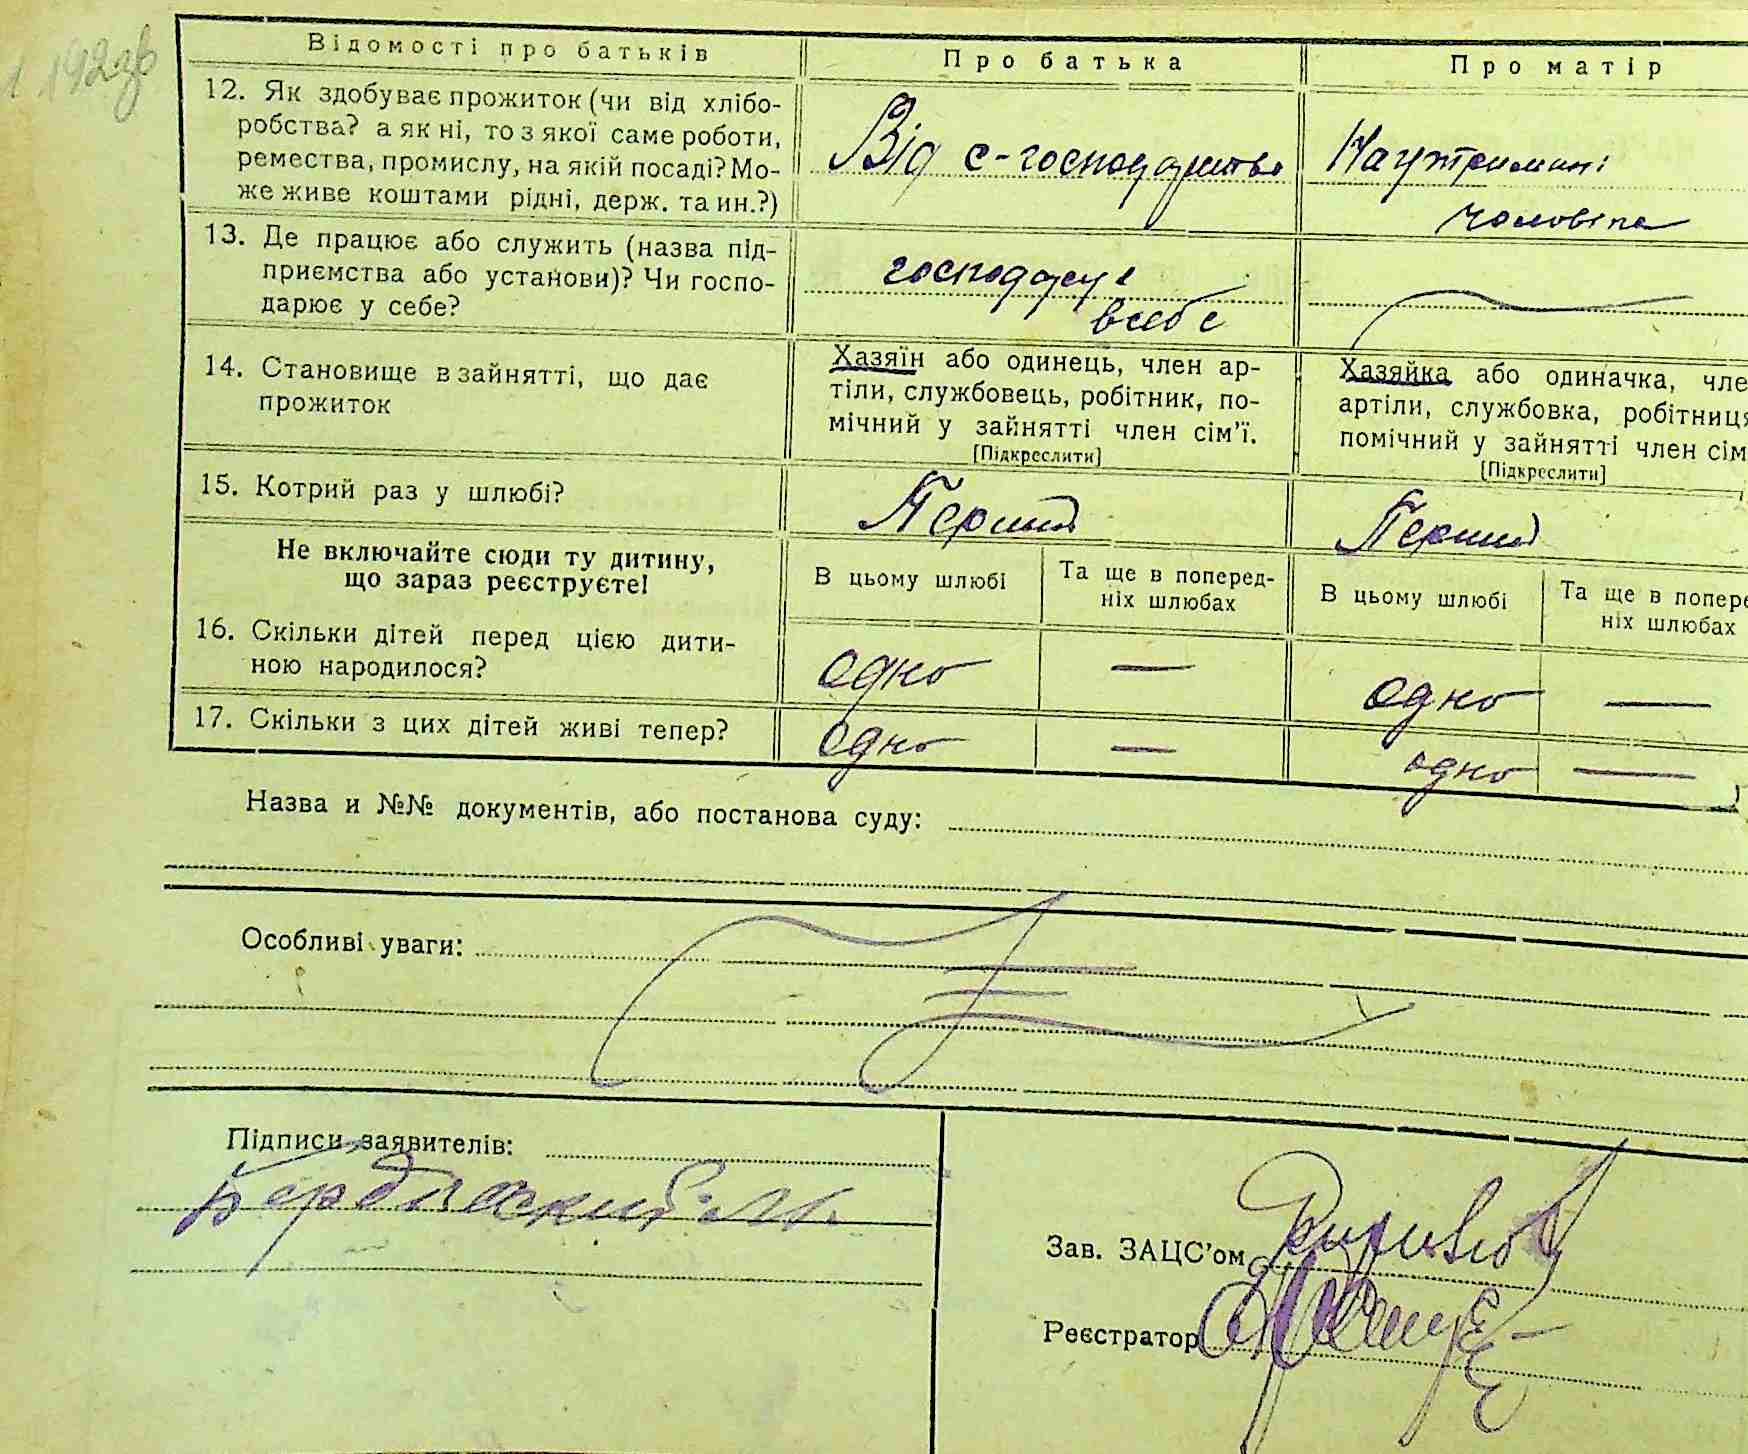 192зв
Відомості про батьків
Про батька
Про матір
12. Як здобуває прожиток (чи від хлібо-
робства? а як ні, то з якої саме роботи,
ремества, промислу, на якій посаді? Мо-
же живе коштами рідні, держ. та ин.?)
Від с-господарства
На утриманні
чоловіка
13. Де працює або служить (назва під-
приємства або установи)? Чи госпо-
дарює у себе?
господарує
в себе
14. Становище в зайнятті, що дає
прожиток
Хазяїн або одинець, член ар-
тіли, службовець, робітник, по-
мічний у зайнятті член сім’ї.
[Підкреслити]
Хазяйка або одиначка, чле
артіли, службовка, робітниця
помічний у зайнятті член сім
[Підкреслити]
15. Котрий раз у шлюбі?
Перший
Перший
Не включайте сюди ту дитину,
що зараз реєструєте!
В цьому шлюбі
Та ще в поперед-
ніх шлюбах
В цьому шлюбі
Та ще в попере
ніх шлюбах
16. Скільки дітей перед цією дити-
ною народилося?
одно —
одно —
17. Скільки з цих дітей живі тепер?
одно —
одно —
Назва и №№ документів, або постанова суду:
Особливі уваги:
Підписи заявителів:
Зав. ЗАЦС’ом
Реєстратор